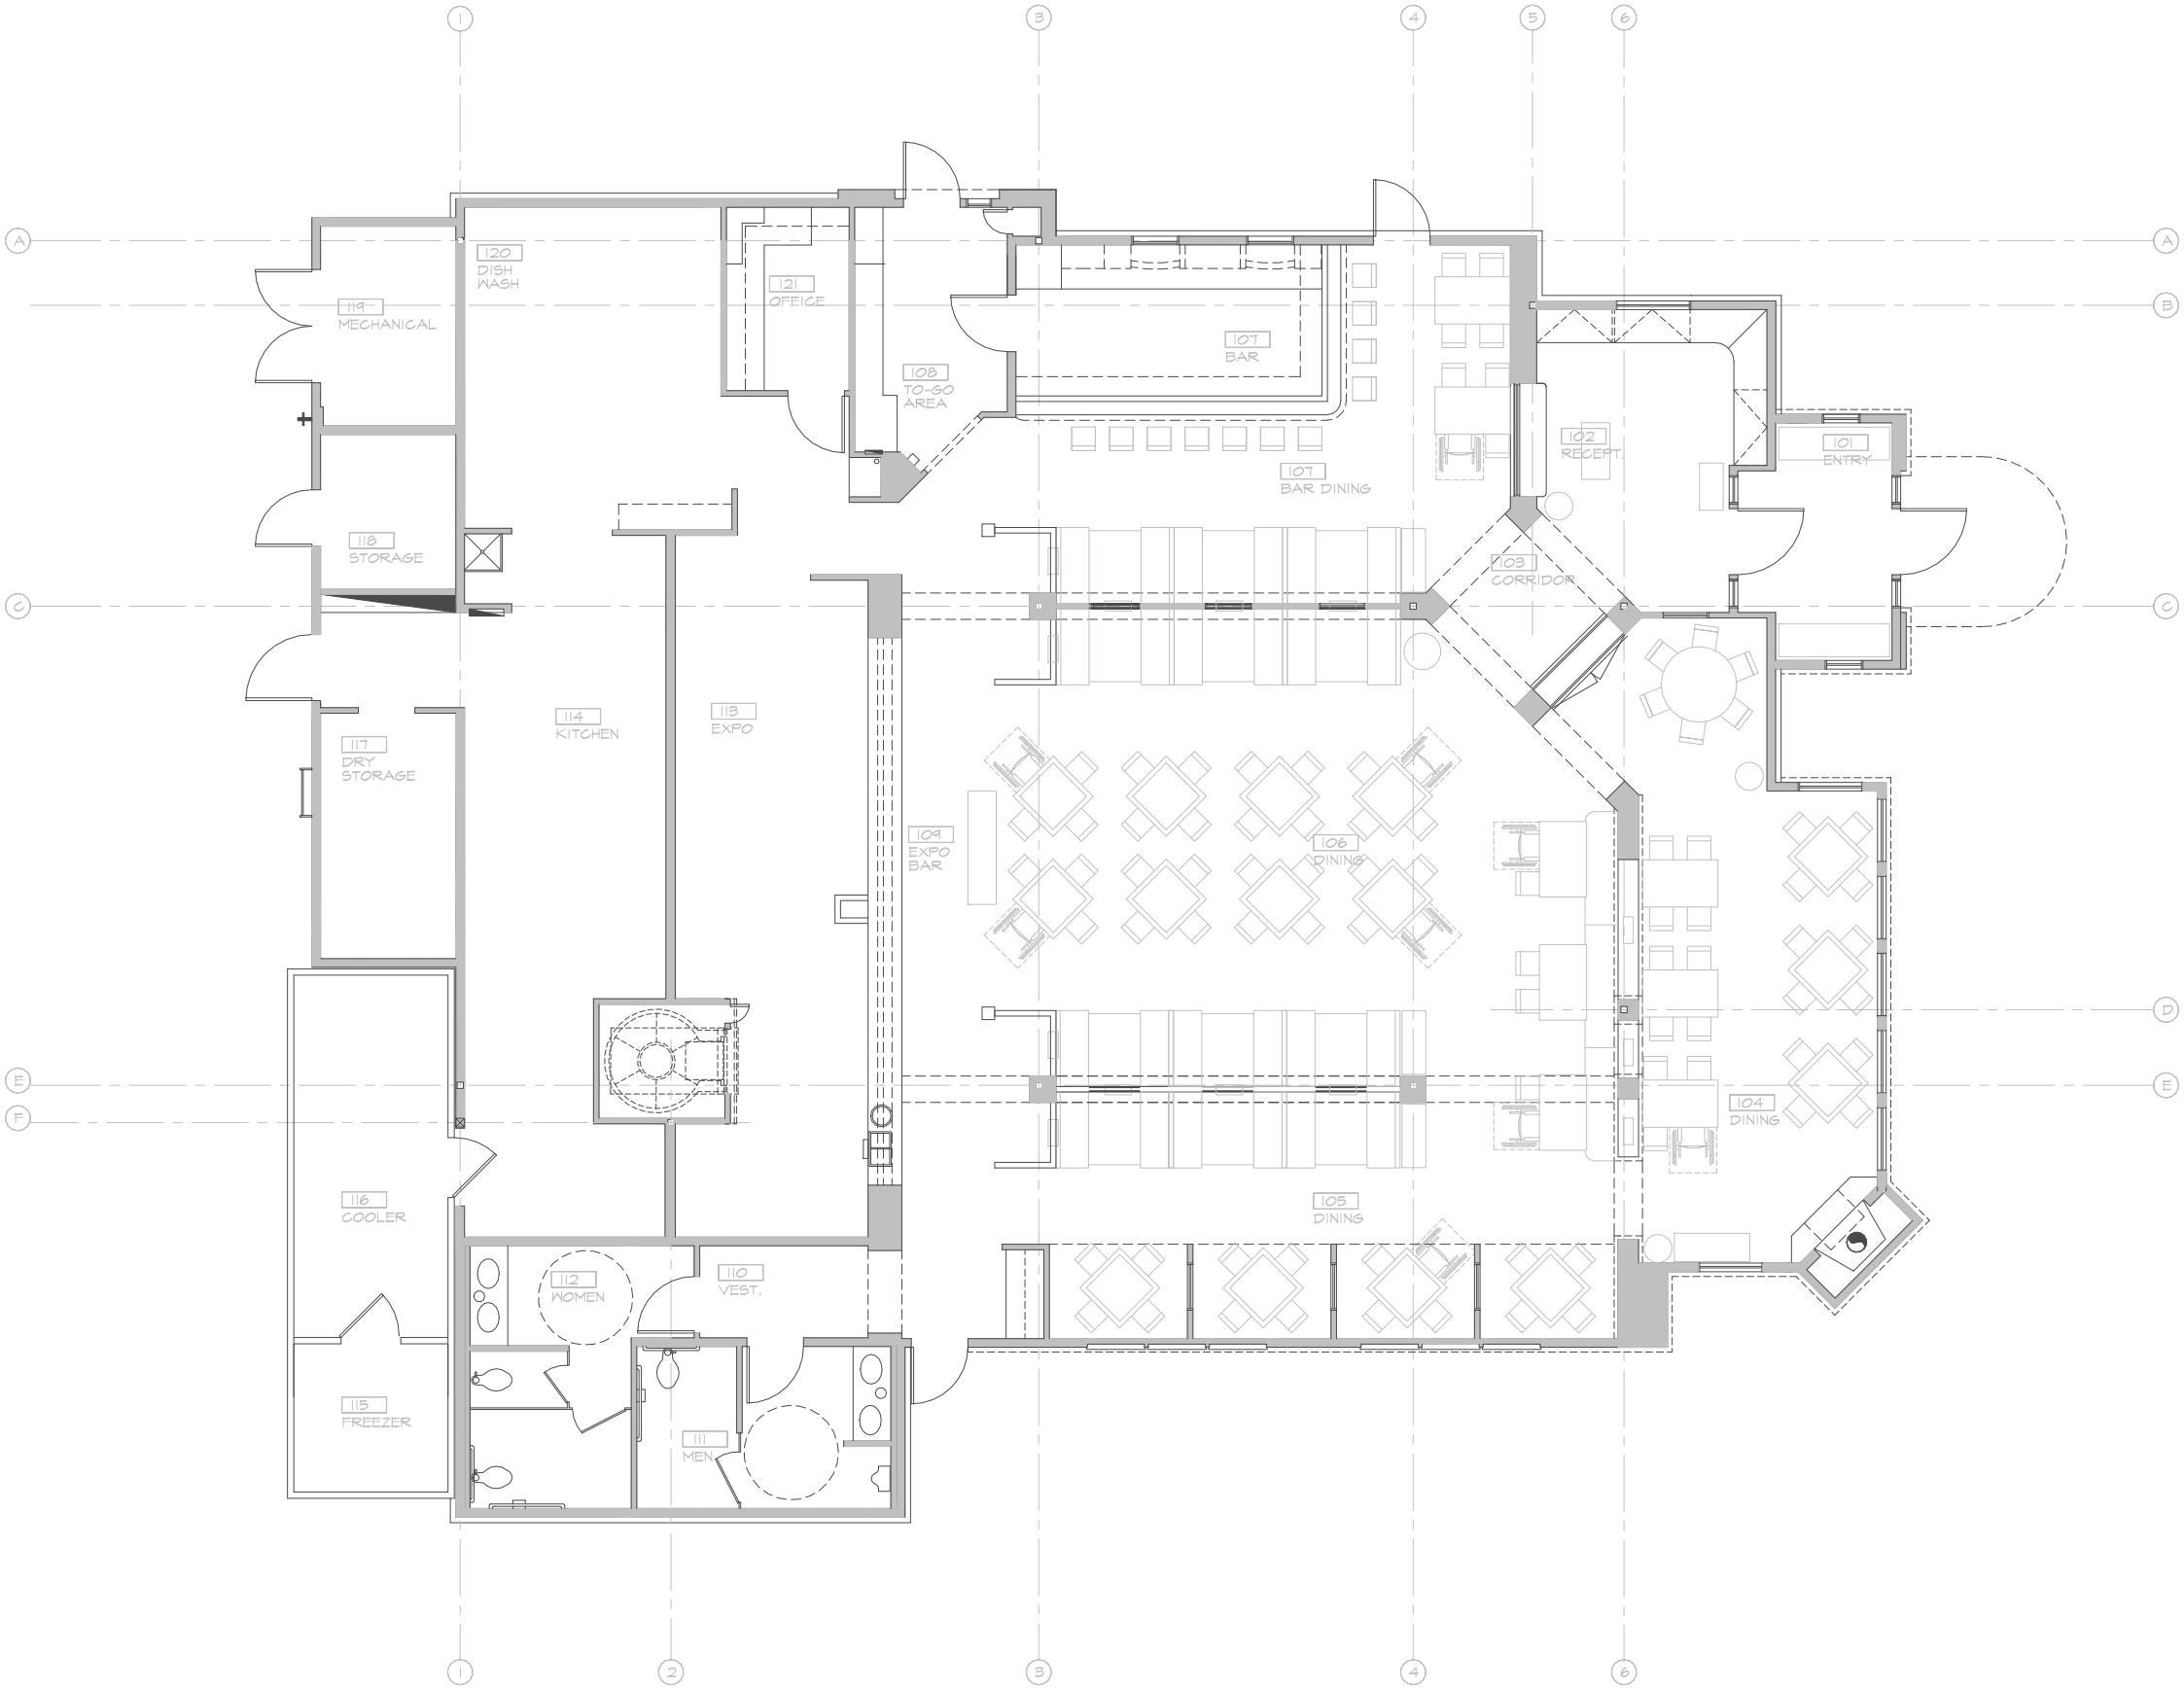 1
3
4
5
6
A
A
120
DISH
WASH
121
OFFICE
119
MECHANICAL
B
107
BAR
108
TO-GO
AREA
102
RECEPT.
101
ENTRY
107
BAR DINING
118
STORAGE
103
CORRIDOR
C
C
114
KITCHEN
113
EXPO
117
DRY
STORAGE
109
EXPO
BAR
106
DINING
D
E
E
F
104
DINING
116
COOLER
105
DINING
112
WOMEN
110
VEST.
115
FREEZER
111
MEN
1
2
3
4
6